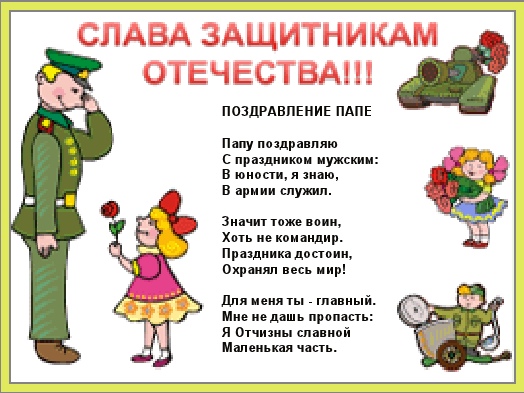 СЛАВА ЗАЩИТНИКАМ
ОТЕЧЕСТВА!!!
ПОЗДРАВЛЕНИЕ ПАПЕ
Папу поздравляю
С праздником мужским:
В юности, я знаю,
В армии служил.
Значит тоже воин,
Хоть не командир.
Праздника достоин,
Охранял весь мир!
Для меня ты - главный.
Мне не дашь пропасть:
Я Отчизны славной
Маленькая часть.